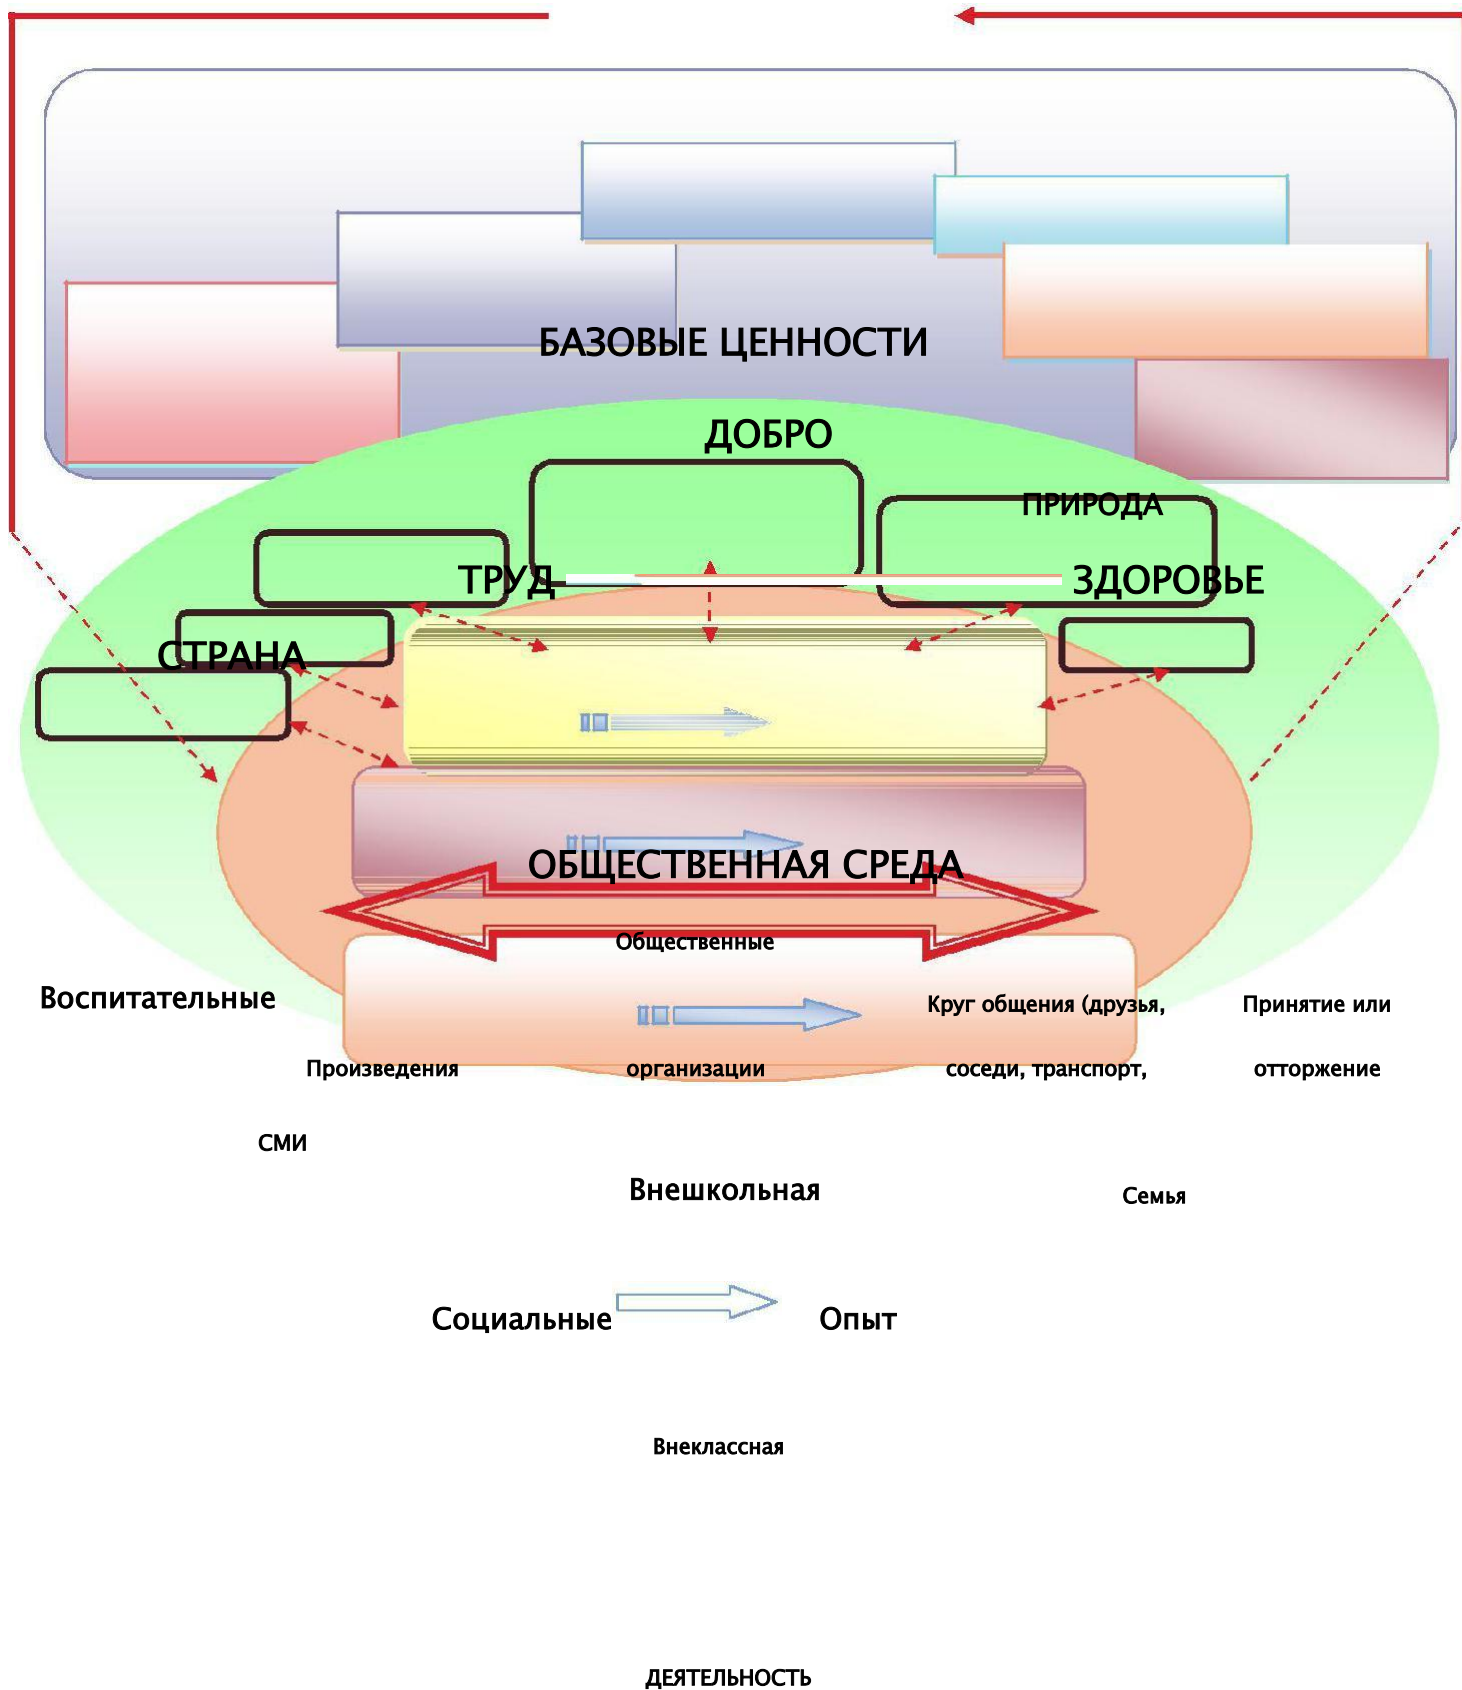 БАЗОВЫЕ ЦЕННОСТИ
ДОБРО
ПРИРОДА
ТРУД
ЗДОРОВЬЕ
СТРАНА
ОБЩЕСТВЕННАЯ СРЕДА
Общественные
Воспитательные
Круг общения (друзья,
Принятие или
Произведения
организации
соседи, транспорт,
отторжение
СМИ
Внешкольная
Семья
Социальные
Опыт
Внеклассная
ДЕЯТЕЛЬНОСТЬ